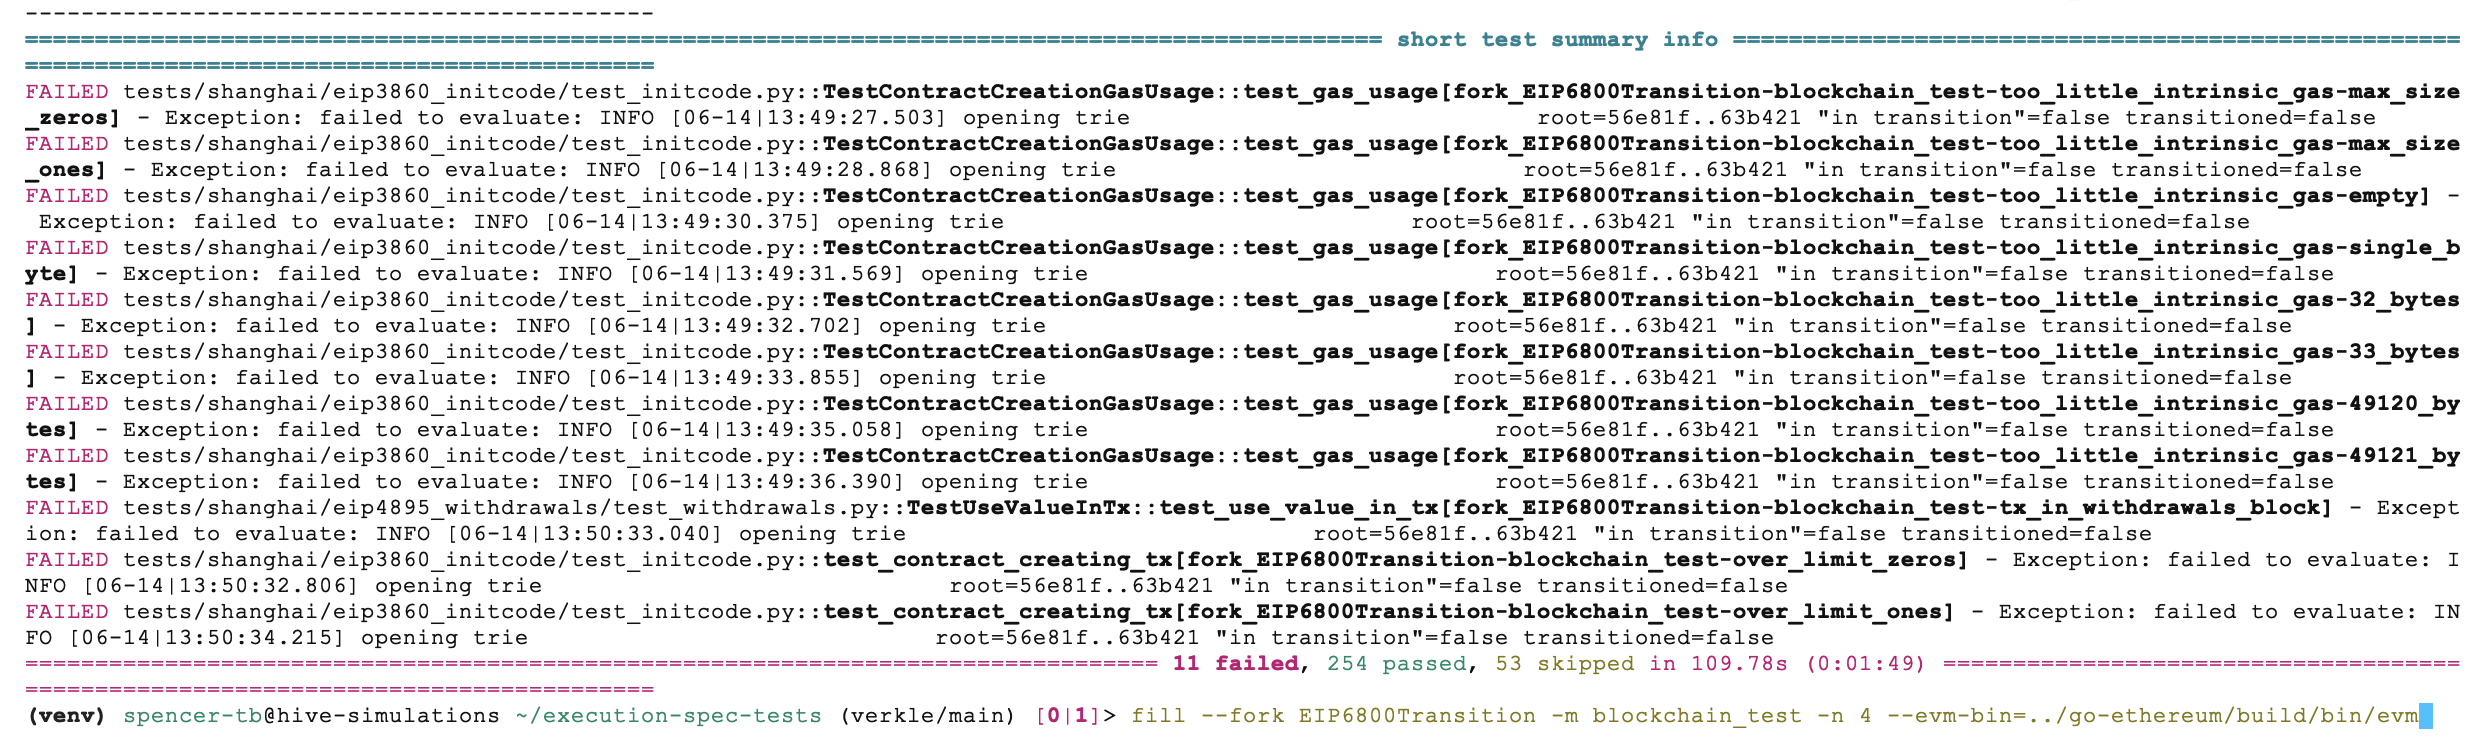 ---------------------------------------------
================================================================================================= short test summary info ====================================================
=============================================
FAILED tests/shanghai/eip3860_initcode/test_initcode.py::TestContractCreationGasUsage::test_gas_usage[fork_EIP6800Transition-blockchain_test-too_little_intrinsic_gas-max_size
_zeros] - Exception: failed to evaluate: INFO [06-14|13:49:27.503] opening trie                             root=56e81f..63b421 "in transition"=false transitioned=false
FAILED tests/shanghai/eip3860_initcode/test_initcode.py::TestContractCreationGasUsage::test_gas_usage[fork_EIP6800Transition-blockchain_test-too_little_intrinsic_gas-max_size
_ones] - Exception: failed to evaluate: INFO [06-14|13:49:28.868] opening trie                             root=56e81f..63b421 "in transition"=false transitioned=false
FAILED tests/shanghai/eip3860_initcode/test_initcode.py::TestContractCreationGasUsage::test_gas_usage[fork_EIP6800Transition-blockchain_test-too_little_intrinsic_gas-empty] -
 Exception: failed to evaluate: INFO [06-14|13:49:30.375] opening trie                             root=56e81f..63b421 "in transition"=false transitioned=false
FAILED tests/shanghai/eip3860_initcode/test_initcode.py::TestContractCreationGasUsage::test_gas_usage[fork_EIP6800Transition-blockchain_test-too_little_intrinsic_gas-single_b
yte] - Exception: failed to evaluate: INFO [06-14|13:49:31.569] opening trie                             root=56e81f..63b421 "in transition"=false transitioned=false
FAILED tests/shanghai/eip3860_initcode/test_initcode.py::TestContractCreationGasUsage::test_gas_usage[fork_EIP6800Transition-blockchain_test-too_little_intrinsic_gas-32_bytes
] - Exception: failed to evaluate: INFO [06-14|13:49:32.702] opening trie                             root=56e81f..63b421 "in transition"=false transitioned=false
FAILED tests/shanghai/eip3860_initcode/test_initcode.py::TestContractCreationGasUsage::test_gas_usage[fork_EIP6800Transition-blockchain_test-too_little_intrinsic_gas-33_bytes
] - Exception: failed to evaluate: INFO [06-14|13:49:33.855] opening trie                             root=56e81f..63b421 "in transition"=false transitioned=false
FAILED tests/shanghai/eip3860_initcode/test_initcode.py::TestContractCreationGasUsage::test_gas_usage[fork_EIP6800Transition-blockchain_test-too_little_intrinsic_gas-49120_by
tes] - Exception: failed to evaluate: INFO [06-14|13:49:35.058] opening trie                             root=56e81f..63b421 "in transition"=false transitioned=false
FAILED tests/shanghai/eip3860_initcode/test_initcode.py::TestContractCreationGasUsage::test_gas_usage[fork_EIP6800Transition-blockchain_test-too_little_intrinsic_gas-49121_by
tes] - Exception: failed to evaluate: INFO [06-14|13:49:36.390] opening trie                             root=56e81f..63b421 "in transition"=false transitioned=false
FAILED tests/shanghai/eip4895_withdrawals/test_withdrawals.py::TestUseValueInTx::test_use_value_in_tx[fork_EIP6800Transition-blockchain_test-tx_in_withdrawals_block] - Except
ion: failed to evaluate: INFO [06-14|13:50:33.040] opening trie                             root=56e81f..63b421 "in transition"=false transitioned=false
FAILED tests/shanghai/eip3860_initcode/test_initcode.py::test_contract_creating_tx[fork_EIP6800Transition-blockchain_test-over_limit_zeros] - Exception: failed to evaluate: I
NFO [06-14|13:50:32.806] opening trie                             root=56e81f..63b421 "in transition"=false transitioned=false
FAILED tests/shanghai/eip3860_initcode/test_initcode.py::test_contract_creating_tx[fork_EIP6800Transition-blockchain_test-over_limit_ones] - Exception: failed to evaluate: IN
FO [06-14|13:50:34.215] opening trie                             root=56e81f..63b421 "in transition"=false transitioned=false
================================================================================= 11 failed, 254 passed, 53 skipped in 109.78s (0:01:49) =====================================
=============================================
(venv) spencer-tb@hive-simulations ~/execution-spec-tests (verkle/main) [0|1]> fill --fork EIP6800Transition -m blockchain_test -n 4 --evm-bin=../go-ethereum/build/bin/evm